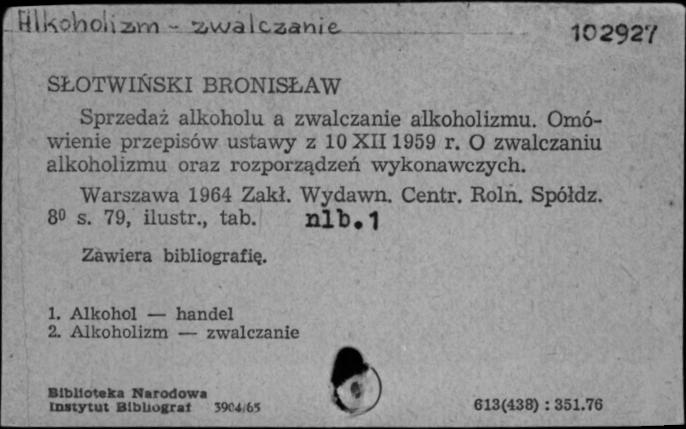 Alkoholizm - zwalczanie
102927
SŁOTWIŃSKI BRONISŁAW
Sprzedaż alkoholu a zwalczanie alkoholizmu. Omó-
wienie przepisów ustawy z 10 XII 1959 r. O zwalczaniu
alkoholizmu oraz rozporządzeń wykonawczych.
Warszawa 1964 Zakł. Wydawn. Centr. Roln. Spółdz.
8⁰ s. 79, ilustr., tab. nlb.1
Zawiera bibliografię.
1. Alkohol — handel
2. Alkoholizm — zwalczanie
Biblioteka Narodowa
Instytut Bibliograf 3904/65
613(438) : 351.76